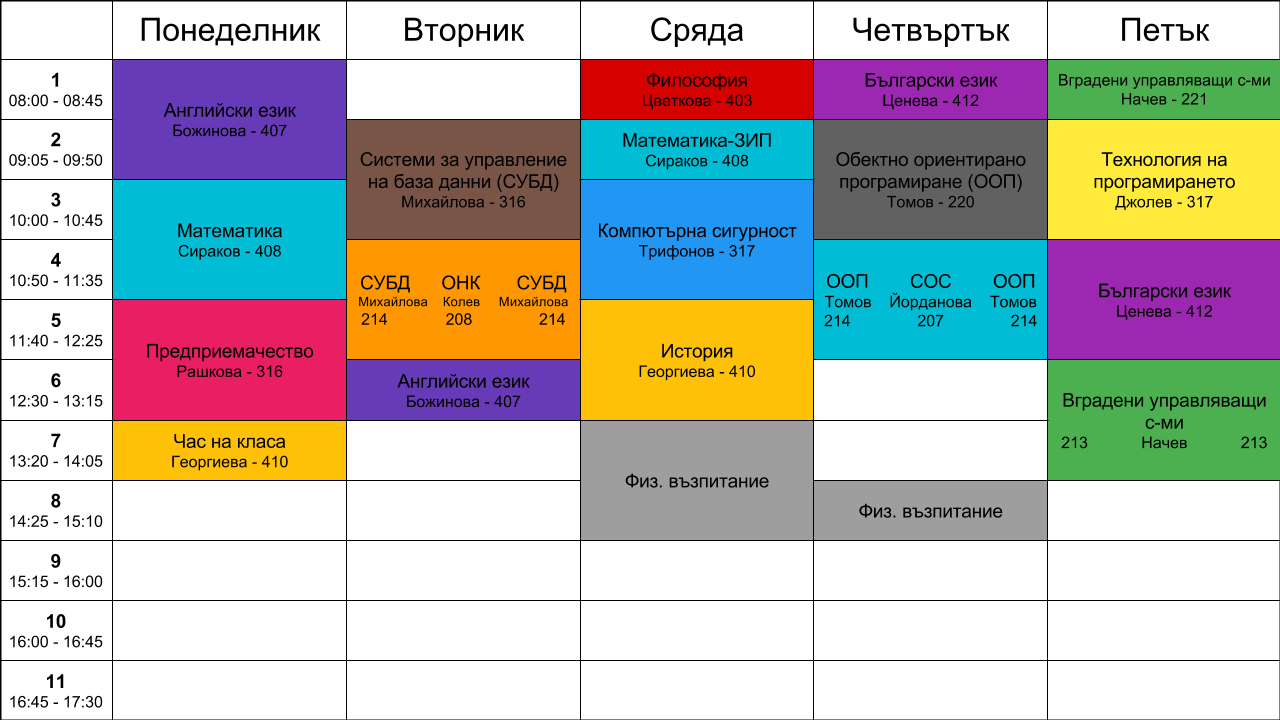 Понеделник Вторник Сряда Четвъртък Петък
1
08:00 - 08:45
Английски език
Божинова - 407
Философия
Цветкова - 403
Български език
Ценева - 412
Вградени управляващи с-ми
Начев - 221
2
09:05 - 09:50
Системи за управление
на база данни (СУБД)
Михайлова - 316
Математика-ЗИП
Сираков - 408
Обектно ориентирано
програмиране (ООП)
Томов - 220
Технология на
програмирането
Джолев - 317
3
10:00 - 10:45
Математика
Сираков - 408
Компютърна сигурност
Трифонов - 317
4
10:50 - 11:35
СУБД ОНК СУБД
Михайлова Колев Михайлова
214 208 214
ООП СОС ООП
Томов Йорданова Томов
214 207 214
Български език
Ценева - 412
5
11:40 - 12:25
Предприемачество
Рашкова - 316
История
Георгиева - 410
6
12:30 - 13:15
Английски език
Божинова - 407
Вградени управляващи
с-ми
213 Начев 213
7
13:20 - 14:05
Час на класа
Георгиева - 410
Физ. възпитание
8
14:25 - 15:10
Физ. възпитание
9
15:15 - 16:00
10
16:00 - 16:45
11
16:45 - 17:30